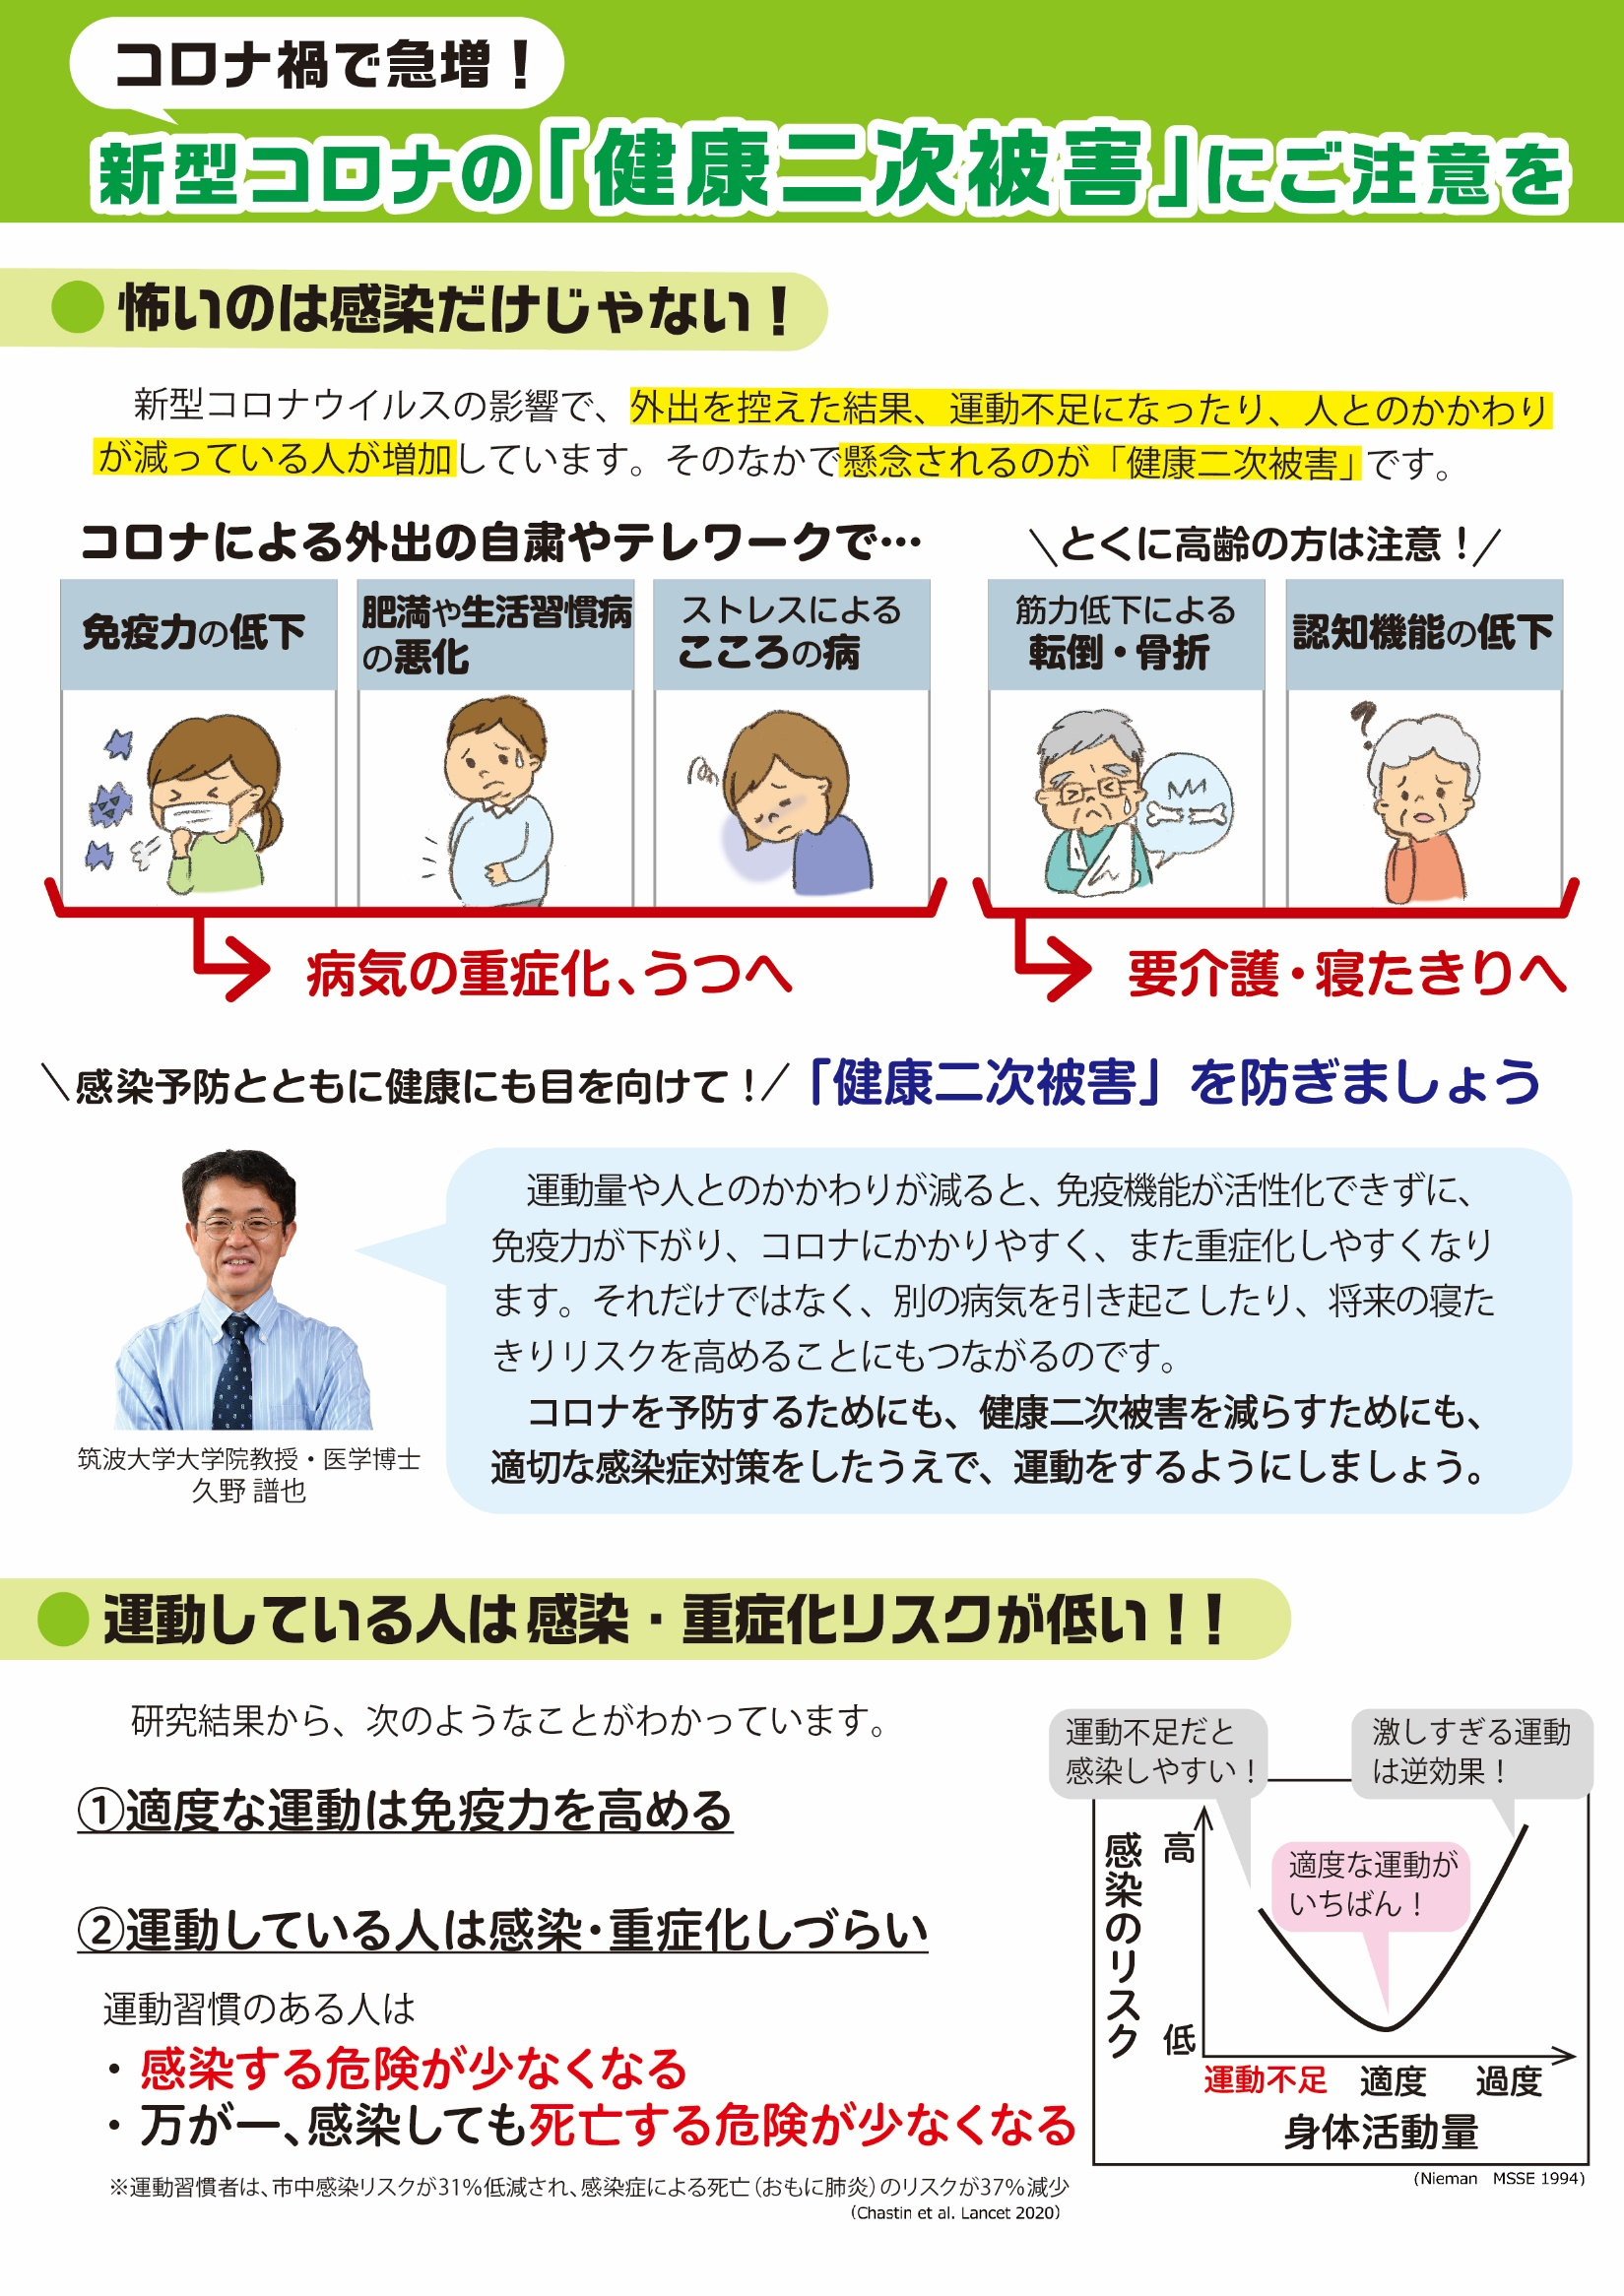 コロナ禍で急増！
新型コロナの「健康二次被害」にご注意を
怖いのは感染だけじゃない！
新型コロナウイルスの影響で、外出を控えた結果、運動不足になったり、人とのかかわり
が減っている人が増加しています。そのなかで懸念されるのが「健康二次被害」です。
コロナによる外出の自粛やテレワークで…
免疫力の低下
肥満や生活習慣病
の悪化
ストレスによる
こころの病
病気の重症化、うつへ
＼とくに高齢の方は注意！／
筋力低下による
転倒・骨折
認知機能の低下
?
要介護・寝たきりへ
＼感染予防とともに健康にも目を向けて！／「健康二次被害」を防ぎましょう
運動量や人とのかかわりが減ると、免疫機能が活性化できずに、
免疫力が下がり、コロナにかかりやすく、また重症化しやすくなり
ます。それだけではなく、別の病気を引き起こしたり、将来の寝た
きりリスクを高めることにもつながるのです。
コロナを予防するためにも、健康二次被害を減らすためにも、
適切な感染症対策をしたうえで、運動をするようにしましょう。
筑波大学大学院教授・医学博士
久野 譜也
運動している人は感染・重症化リスクが低い！！
研究結果から、次のようなことがわかっています。
①適度な運動は免疫力を高める
②運動している人は感染・重症化しづらい
運動習慣のある人は
・感染する危険が少なくなる
・万が一、感染しても死亡する危険が少なくなる
※運動習慣者は、市中感染リスクが31％低減され、感染症による死亡（おもに肺炎）のリスクが37％減少
（Chastin et al. Lancet 2020）
運動不足だと
感染しやすい！
激しすぎる運動
は逆効果！
適度な運動が
いちばん！
感染のリスク
高
低
運動不足 適度 過度
身体活動量
(Nieman MSSE 1994)